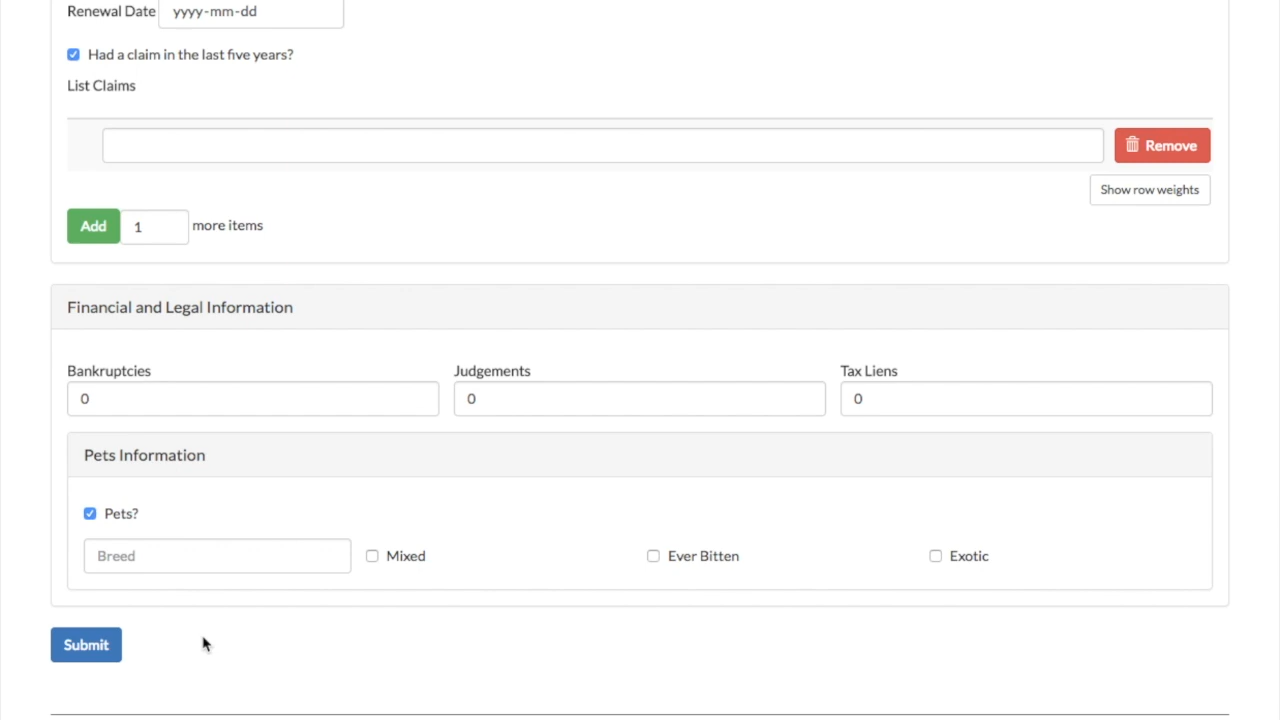 Renewal Date yyyy-mm-dd
Had a claim in the last five years?
List Claims
Remove
Show row weights
Add 1 more items
Financial and Legal Information
Bankruptcies Judgements Tax Liens
0 0 0
Pets Information
Pets?
Breed Mixed Ever Bitten Exotic
Submit